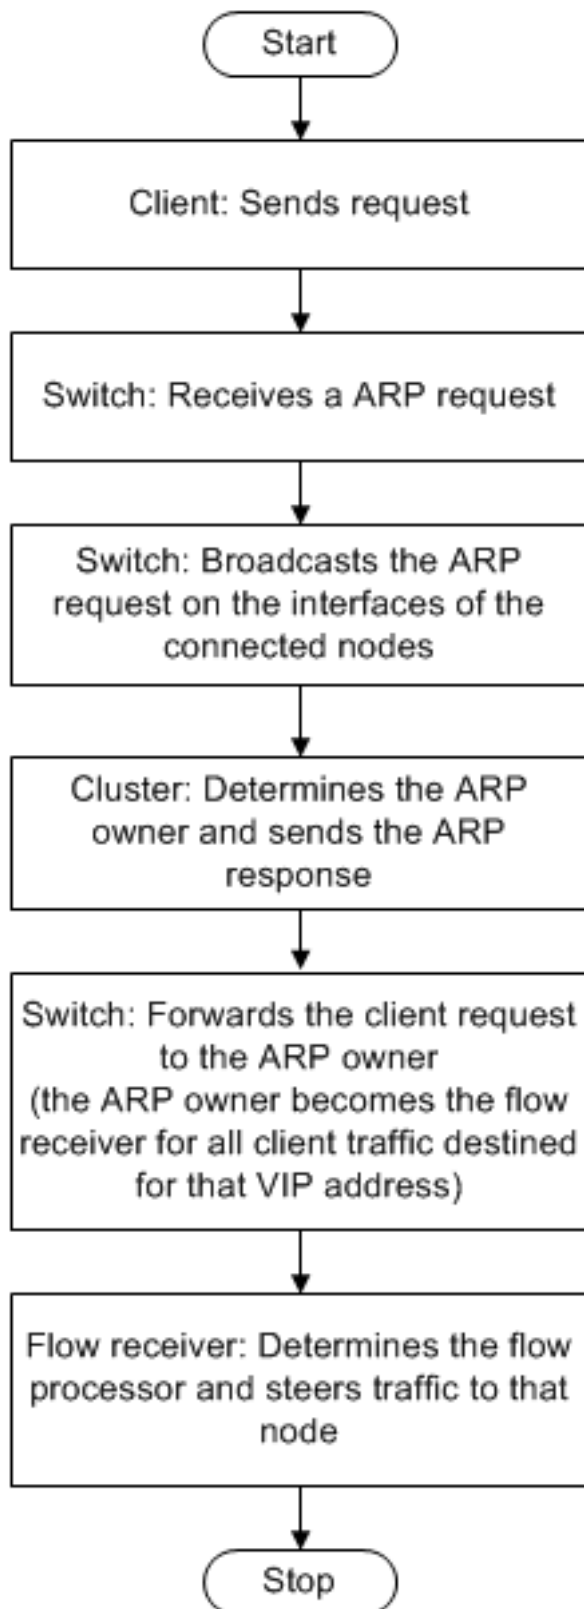 Start
Client: Sends request
Switch: Receives a ARP request
Switch: Broadcasts the ARP
request on the interfaces of the
connected nodes
Cluster: Determines the ARP
owner and sends the ARP
response
Switch: Forwards the client request
to the ARP owner
(the ARP owner becomes the flow
receiver for all client traffic destined
for that VIP address)
Flow receiver: Determines the flow
processor and steers traffic to that
node
Stop